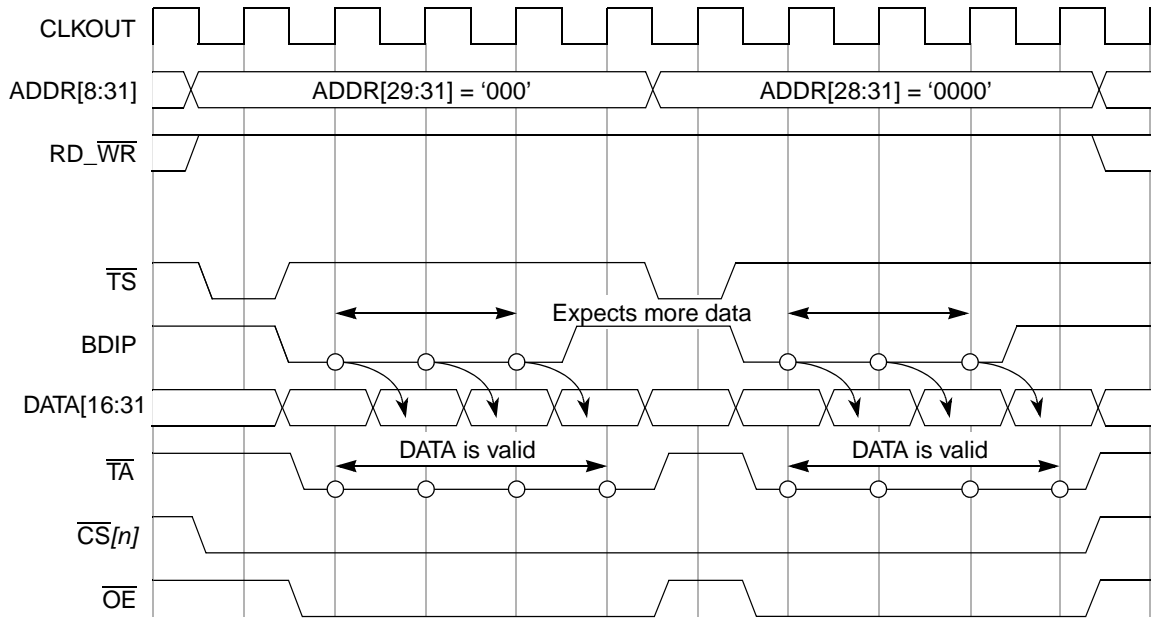 CLKOUT
ADDR[8:31]
ADDR[29:31] = ‘000’
ADDR[28:31] = ‘0000’
RD_WR
TS
Expects more data
BDIP
DATA[16:31
DATA is valid
DATA is valid
TA
CS[n]
OE